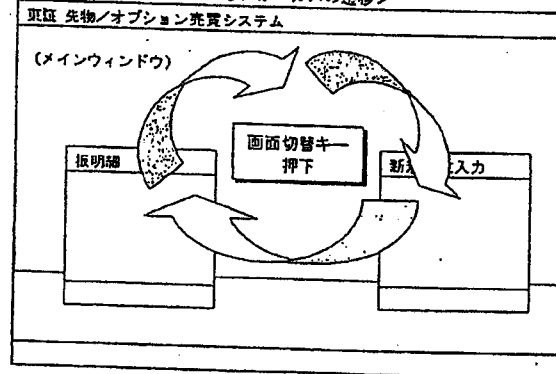 東証 先物／オプション売買システム
(メインウィンドウ)
画面切替キー
押下
板明細
入力